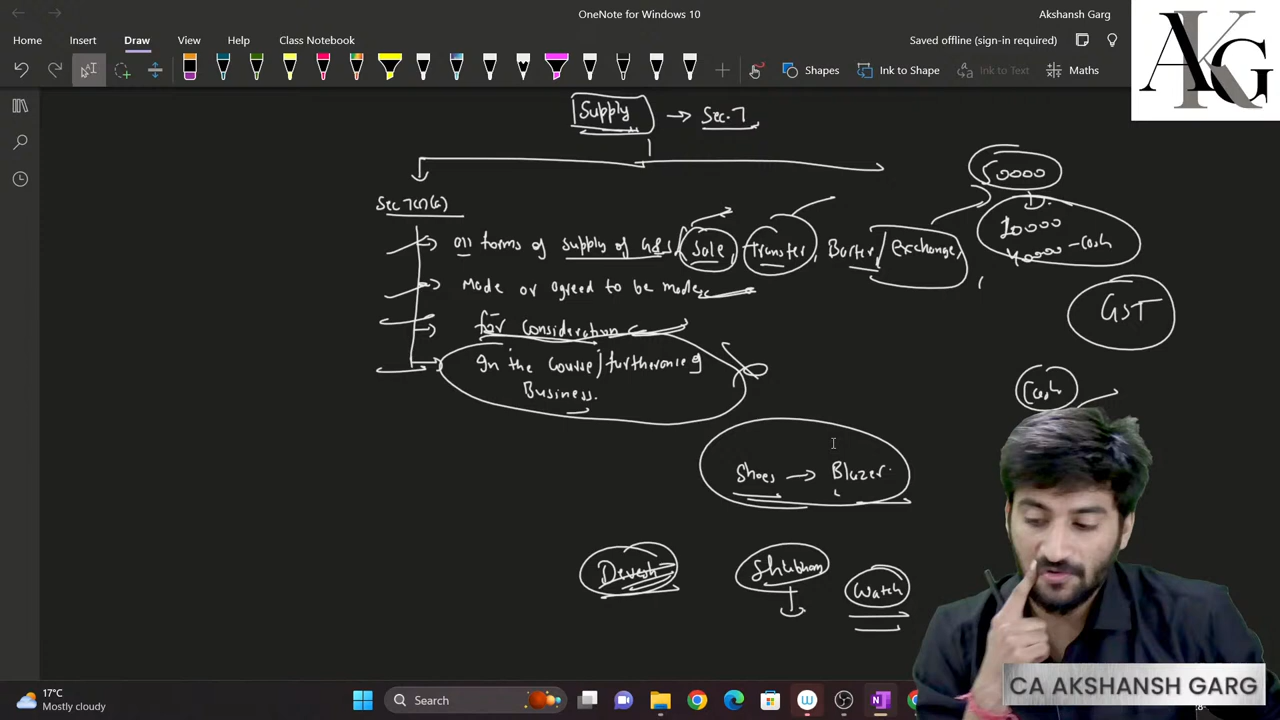 OneNote for Windows 10
Akshansh Garg
Home Insert Draw View Help Class Notebook
Saved offline (sign-in required)
Shapes Ink to Shape Ink to Text Maths
AKG
Supply → Sec. 7
50000
Sec 7(1)(a)
10000
40000 - cash
All forms of supply of G&S, Sale, Transfer, Barter/ Exchange,
Made or agreed to be made
GST
for consideration
In the Course/ furtherance of
Business.
Cash
Shoes → Blazer
Devesh Shubham Watch
CA AKSHANSH GARG
17°C
Mostly cloudy
Search